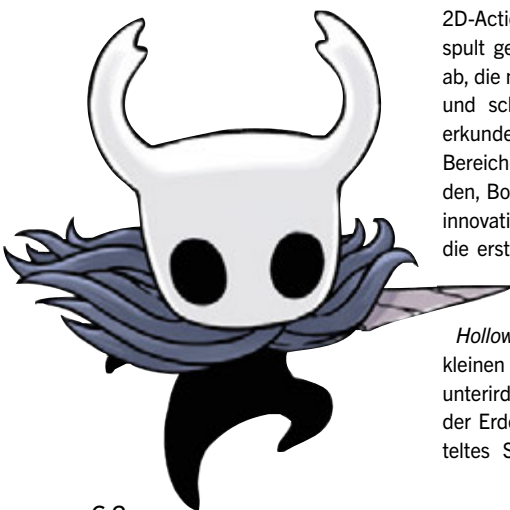 2D-Actio
spult ge
ab, die n
und sch
erkunde
Bereich
den, Bo
innovati
die erst
Hollow
kleinen
unterird
der Erde
teltes S